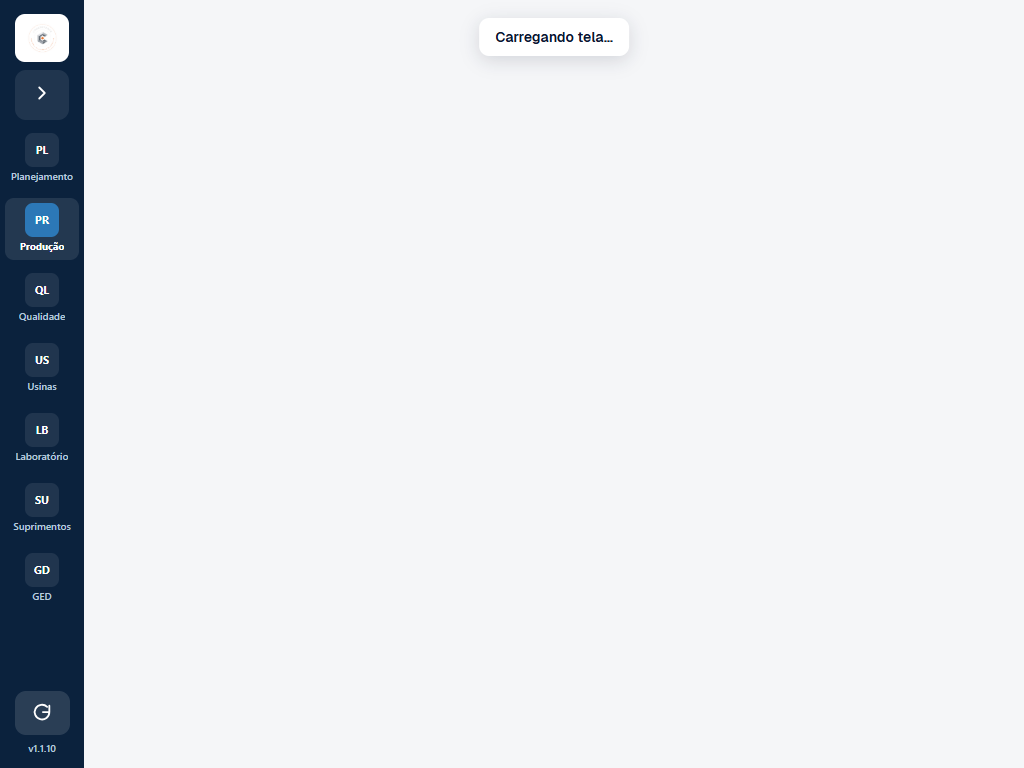 Carregando tela...
PL
Planejamento
PR
Produção
QL
Qualidade
US
Usinas
LB
Laboratório
SU
Suprimentos
GD
GED
v1.1.10